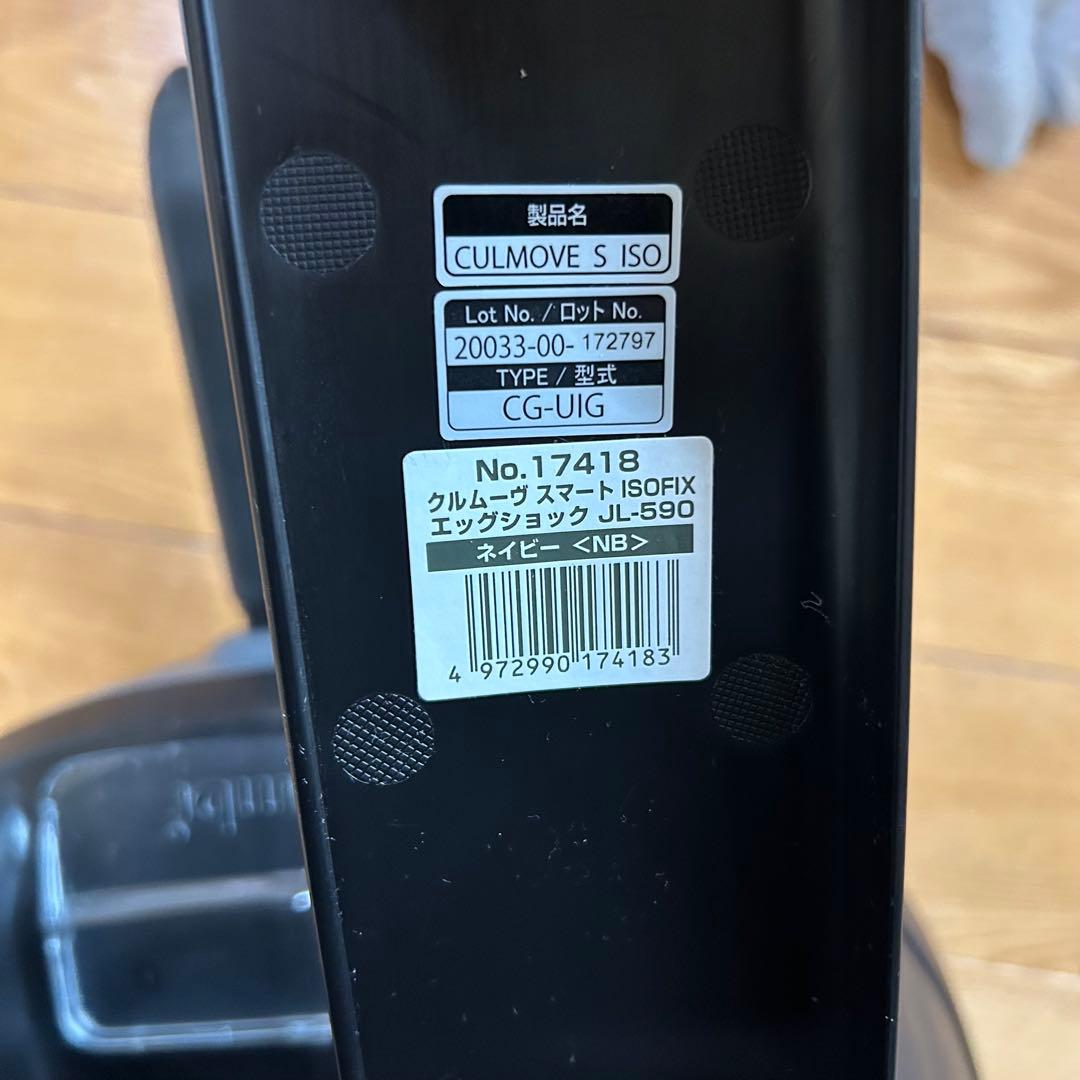 製品名
CULMOVE S ISO
Lot No. / ロット No.
20033-00- 172797
TYPE / 型式
CG-UIG
No.17418
クルムーヴ スマート ISOFIX
エッグショック JL-590
ネイビー <NB>
4 972990 174183